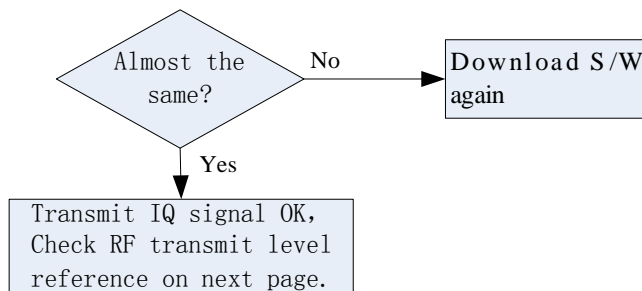 Almost the
same?
No
Download S/W
again
Yes
Transmit IQ signal OK,
Check RF transmit level
reference on next page.